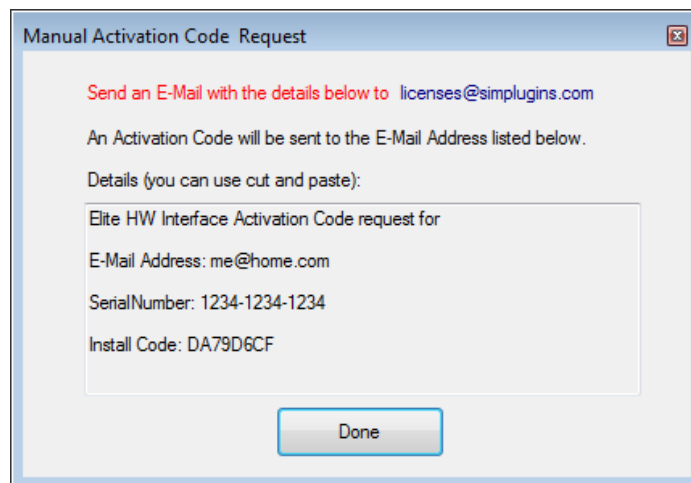 Manual Activation Code Request
Send an E-Mail with the details below to licenses@simplugins.com
An Activation Code will be sent to the E-Mail Address listed below.
Details (you can use cut and paste):
Elite HW Interface Activation Code request for
E-Mail Address: me@home.com
SerialNumber: 1234-1234-1234
Install Code: DA79D6CF
Done